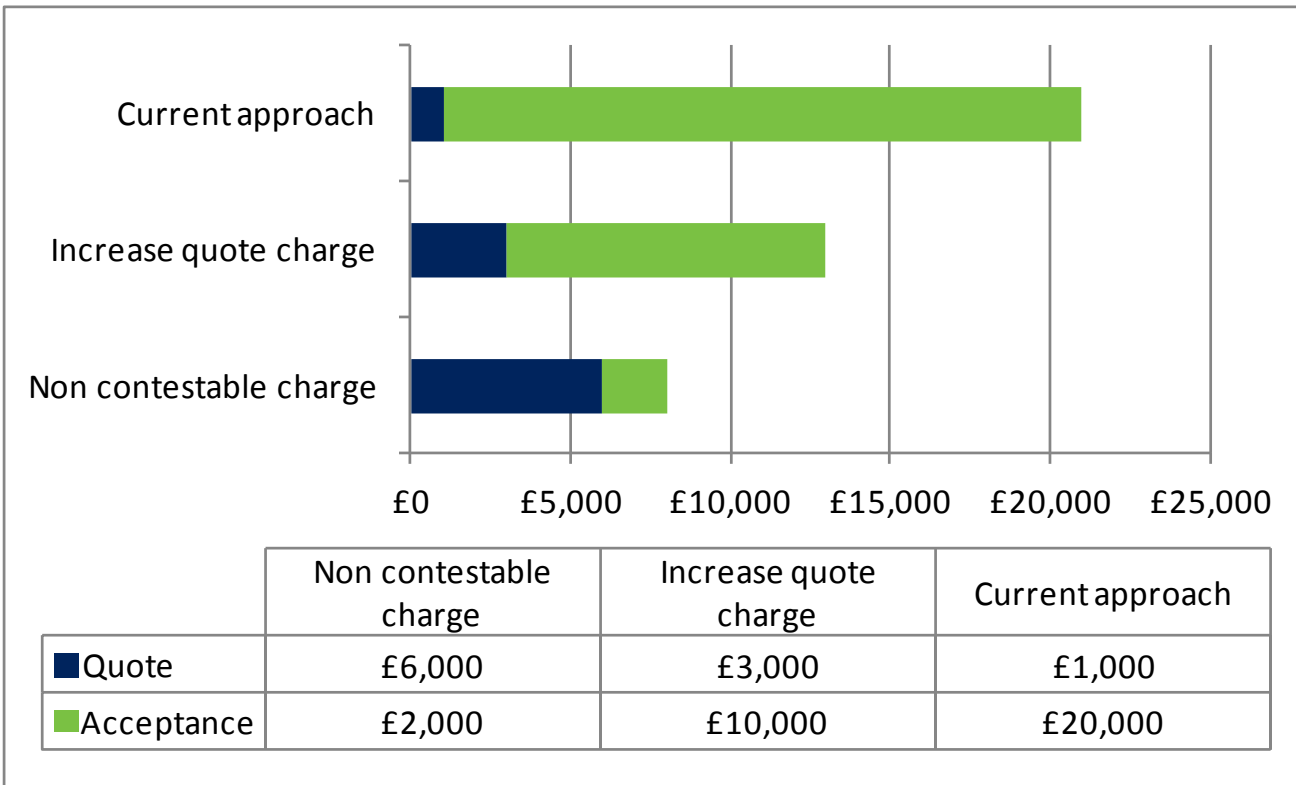 Current approach
Increase quote charge
Non contestable charge
£0 £5,000 £10,000 £15,000 £20,000 £25,000
Non contestable charge Increase quote charge Current approach
Quote £6,000 £3,000 £1,000
Acceptance £2,000 £10,000 £20,000